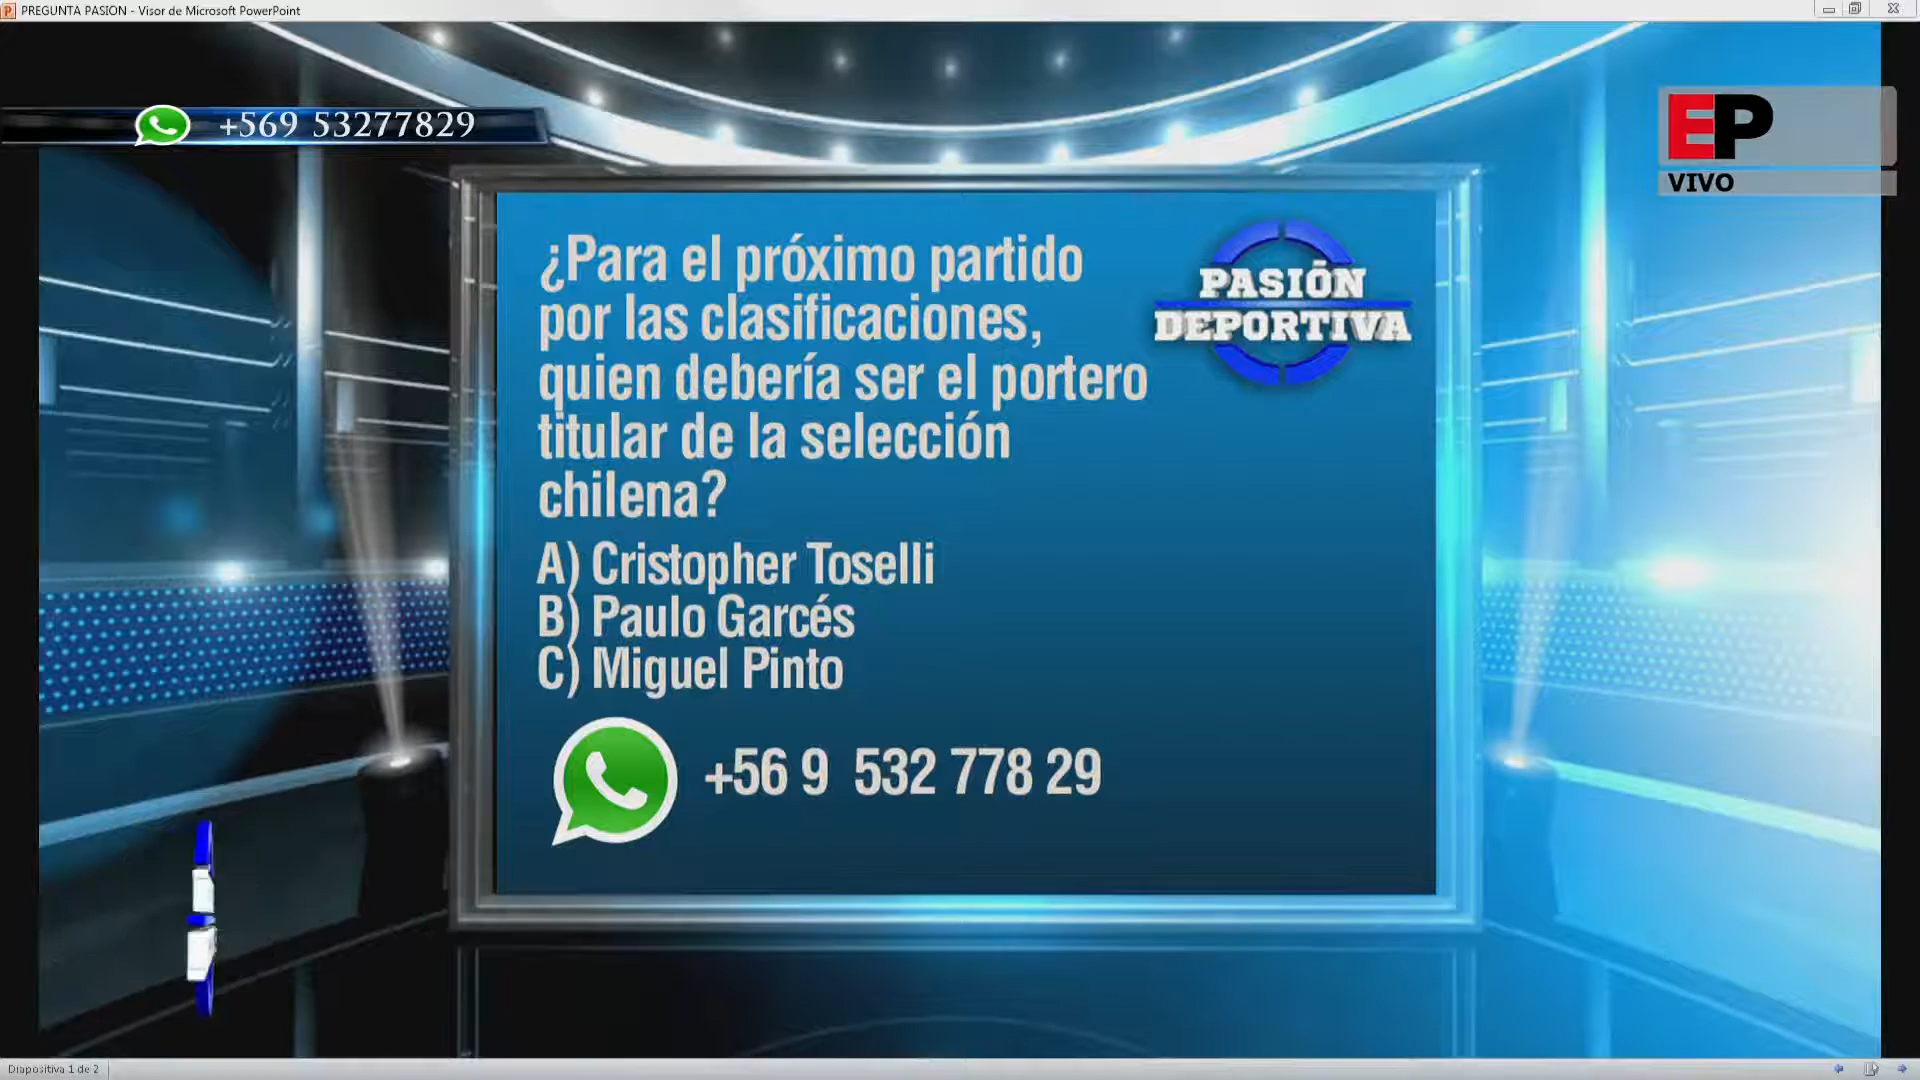 PREGUNTA PASION - Visor de Microsoft PowerPoint
+569 53277829
EP
VIVO
¿Para el próximo partido
por las clasificaciones,
quien debería ser el portero
titular de la selección
chilena?
PASIÓN
DEPORTIVA
A) Cristopher Toselli
B) Paulo Garcés
C) Miguel Pinto
+56 9 532 778 29
Diapositiva 1 de 2